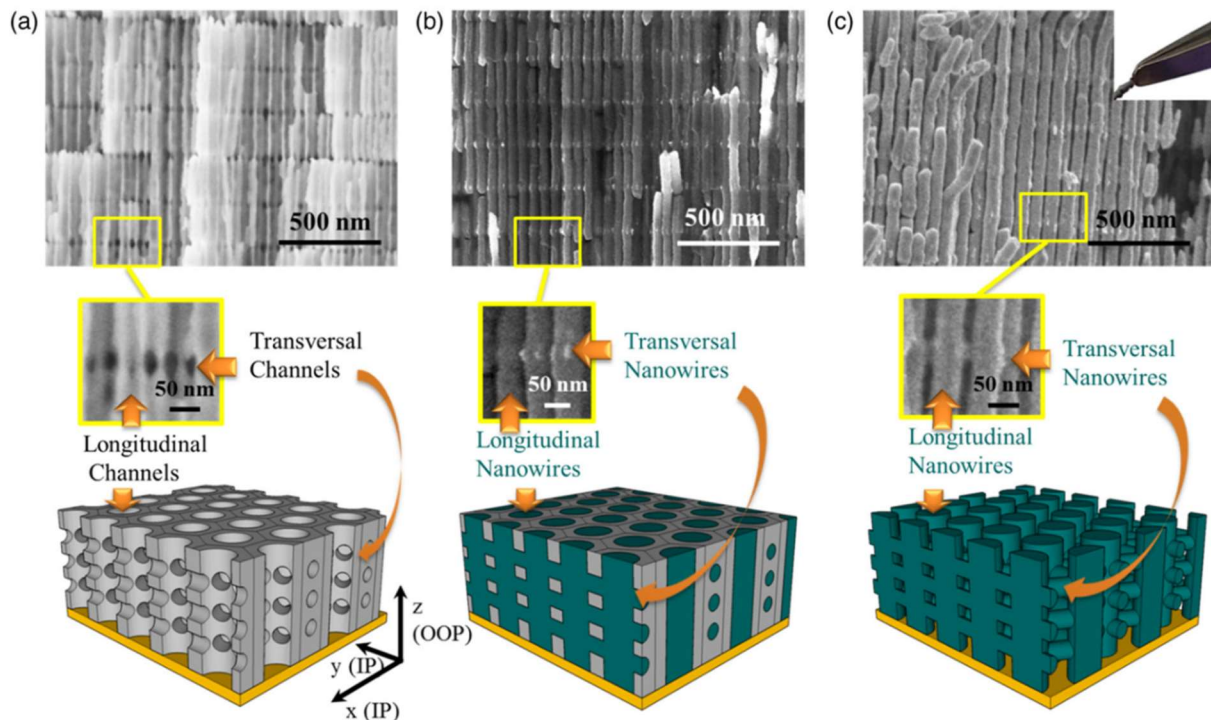 (a)
500 nm
50 nm
Transversal
Channels
Longitudinal
Channels
z
(OOP)
y (IP)
x (IP)
(b)
500 nm
50 nm
Transversal
Nanowires
Longitudinal
Nanowires
(c)
500 nm
50 nm
Transversal
Nanowires
Longitudinal
Nanowires